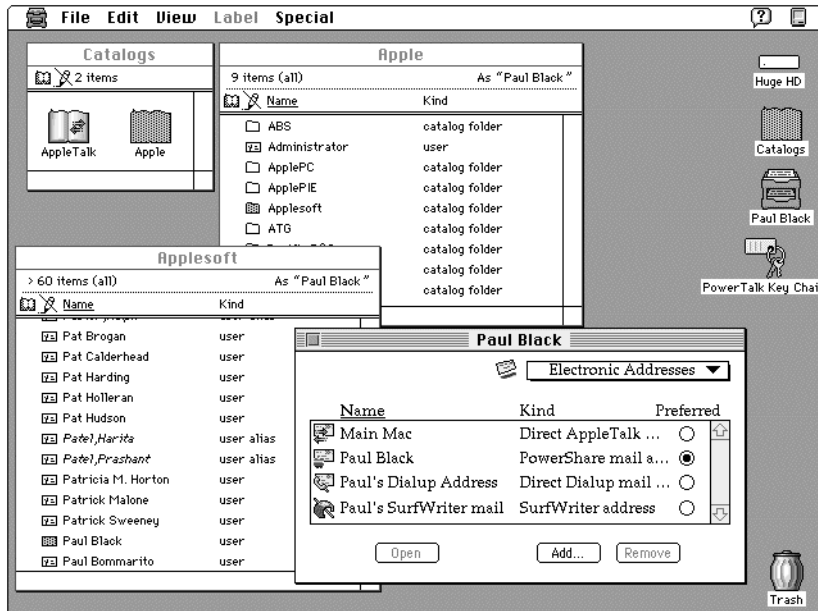 File Edit View Label Special
Catalogs
2 items
AppleTalk Apple
Apple
9 items (all) As "Paul Black"
Name Kind
ABS catalog folder
Administrator user
ApplePC catalog folder
ApplePIE catalog folder
Applesoft catalog folder
ATG catalog folder
catalog folder
catalog folder
catalog folder
Huge HD
Catalogs
Paul Black
PowerTalk Key Chai
Applesoft
> 60 items (all) As "Paul Black"
Name Kind
Pat Brogan user
Pat Calderhead user
Pat Harding user
Pat Holleran user
Pat Hudson user
Patel,Harita user alias
Patel,Prashant user alias
Patricia M. Horton user
Patrick Malone user
Patrick Sweeney user
Paul Black user
Paul Bommarito user
Paul Black
Electronic Addresses
Name Kind Preferred
Main Mac Direct AppleTalk ...
Paul Black PowerShare mail a...
Paul's Dialup Address Direct Dialup mail ...
Paul's SurfWriter mail SurfWriter address
Open Add... Remove
Trash